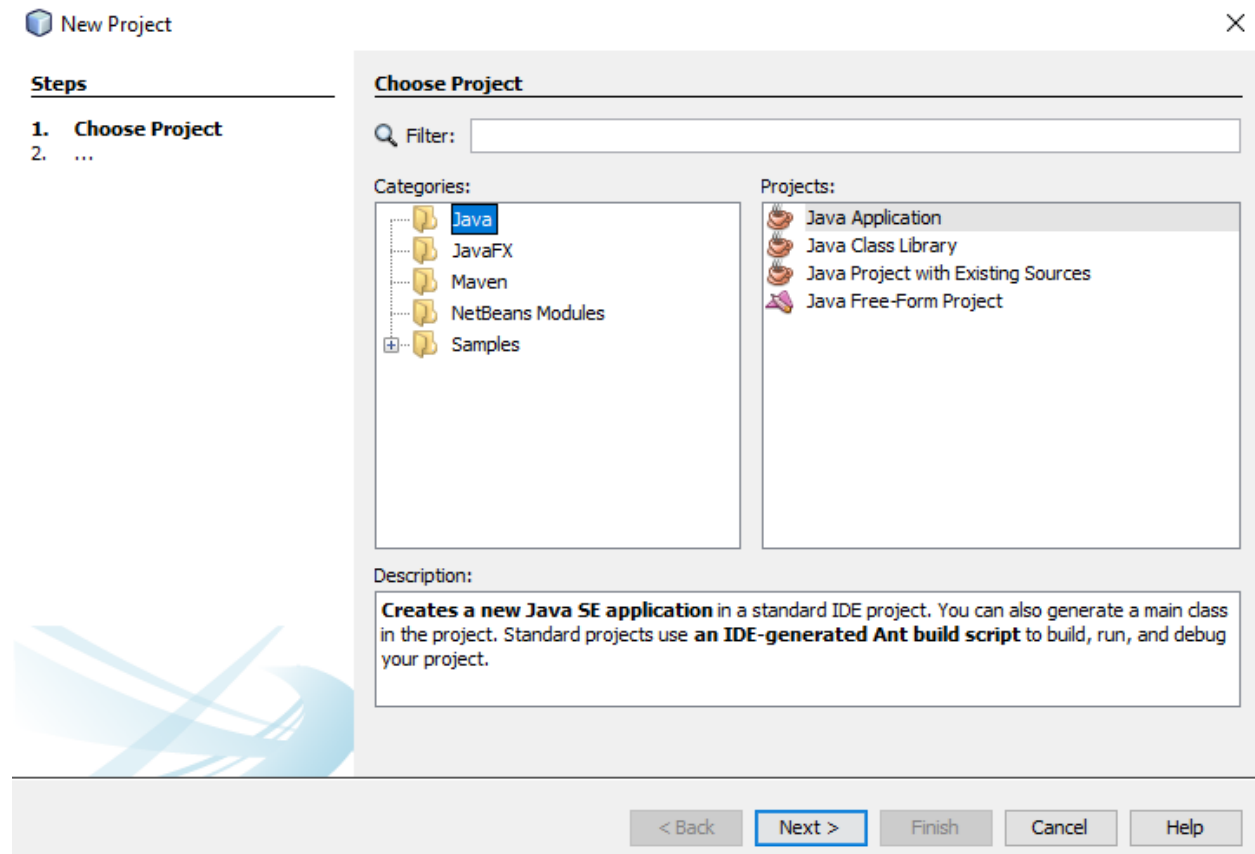 New Project
Steps
1. Choose Project
2. ...
Choose Project
Filter:
Categories:
Java
JavaFX
Maven
NetBeans Modules
Samples
Projects:
Java Application
Java Class Library
Java Project with Existing Sources
Java Free-Form Project
Description:
Creates a new Java SE application in a standard IDE project. You can also generate a main class
in the project. Standard projects use an IDE-generated Ant build script to build, run, and debug
your project.
< Back
Next >
Finish
Cancel
Help